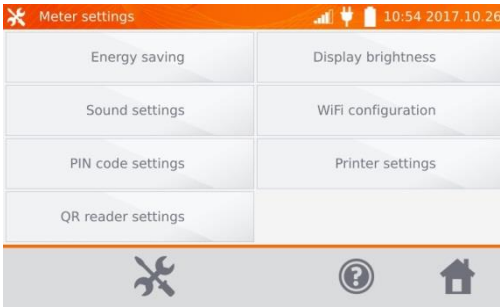 Meter settings 10:54 2017.10.26
Energy saving Display brightness
Sound settings WiFi configuration
PIN code settings Printer settings
QR reader settings
?